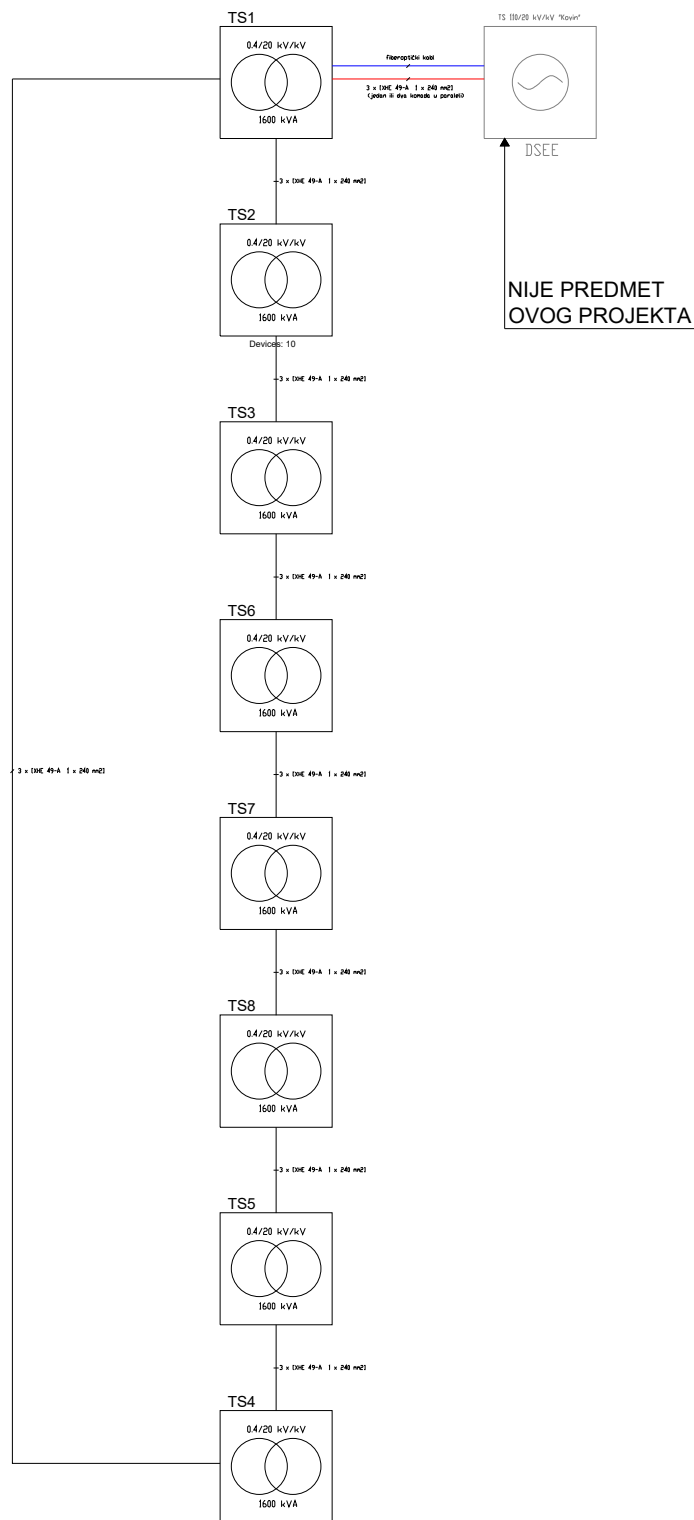 TS1
0.4/20 kV/kV
1600 kVA
fiberoptički kabl
3 x [XHE 49-A 1 x 240 mm2]
(jedan ili dva komada u paraleli)
TS 110/20 kV/kV "Kovin"
DSEE
NIJE PREDMET
OVOG PROJEKTA
3 x [XHE 49-A 1 x 240 mm2]
TS2
0.4/20 kV/kV
1600 kVA
Devices: 10
3 x [XHE 49-A 1 x 240 mm2]
TS3
0.4/20 kV/kV
1600 kVA
3 x [XHE 49-A 1 x 240 mm2]
TS6
0.4/20 kV/kV
1600 kVA
3 x [XHE 49-A 1 x 240 mm2]
3 x [XHE 49-A 1 x 240 mm2]
TS7
0.4/20 kV/kV
1600 kVA
3 x [XHE 49-A 1 x 240 mm2]
TS8
0.4/20 kV/kV
1600 kVA
3 x [XHE 49-A 1 x 240 mm2]
TS5
0.4/20 kV/kV
1600 kVA
3 x [XHE 49-A 1 x 240 mm2]
TS4
0.4/20 kV/kV
1600 kVA